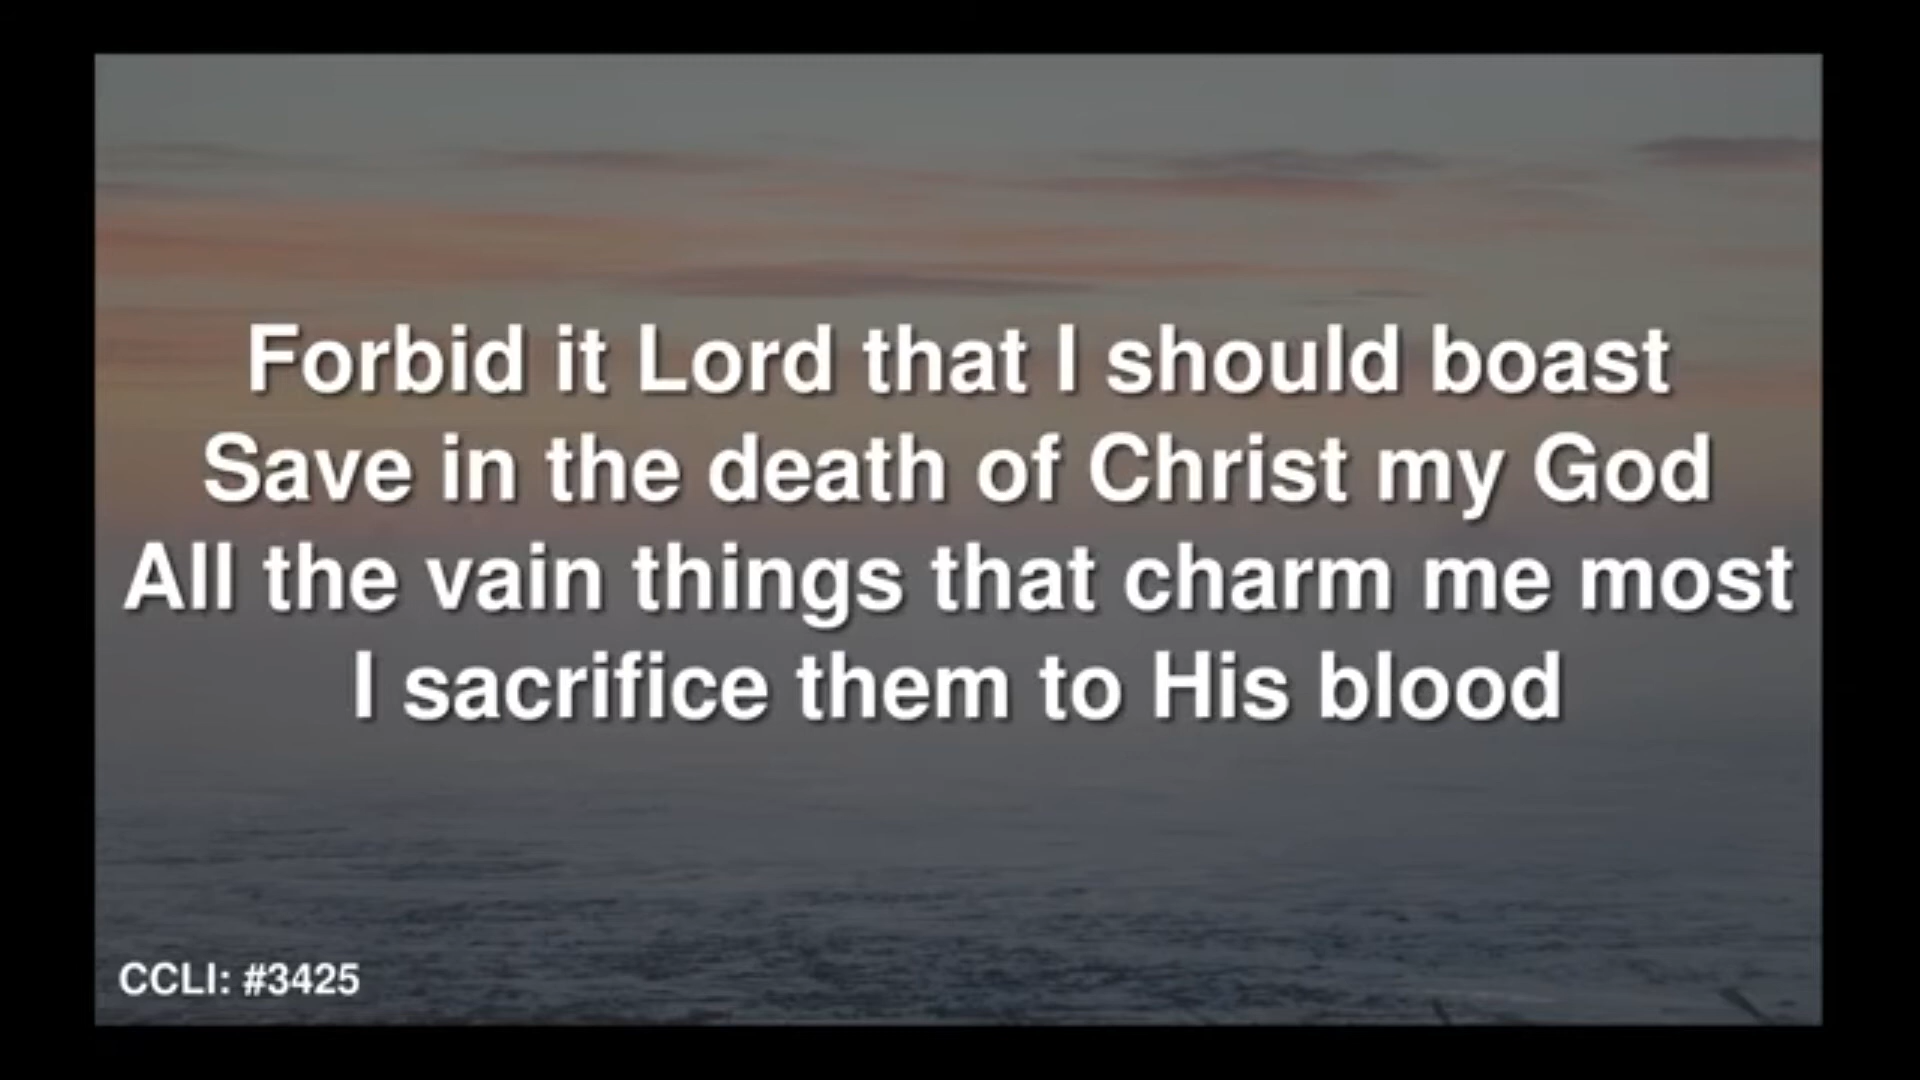 Forbid it Lord that I should boast
Save in the death of Christ my God
All the vain things that charm me most
I sacrifice them to His blood
CCLI: #3425